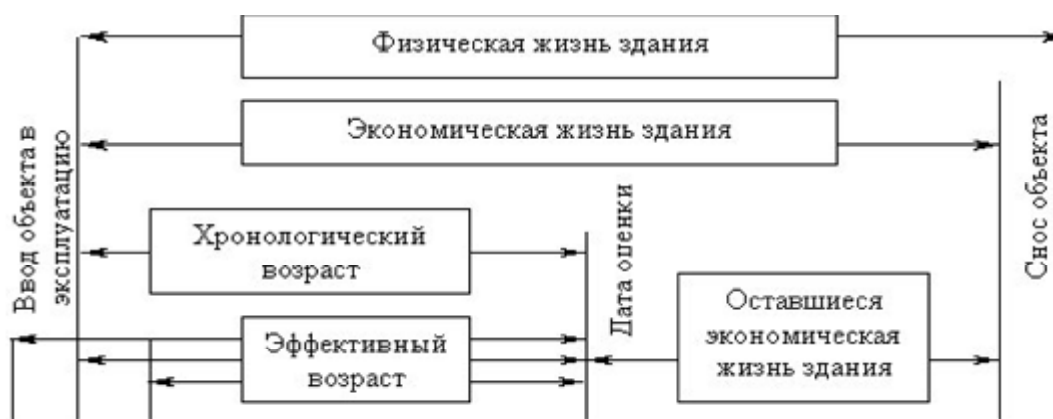 Физическая жизнь здания
Экономическая жизнь здания
Ввод объекта в
эксплуатацию
Хронологический
возраст
Эффективный
возраст
Дата оценки
Оставшиеся
экономическая
жизнь здания
Снос объекта